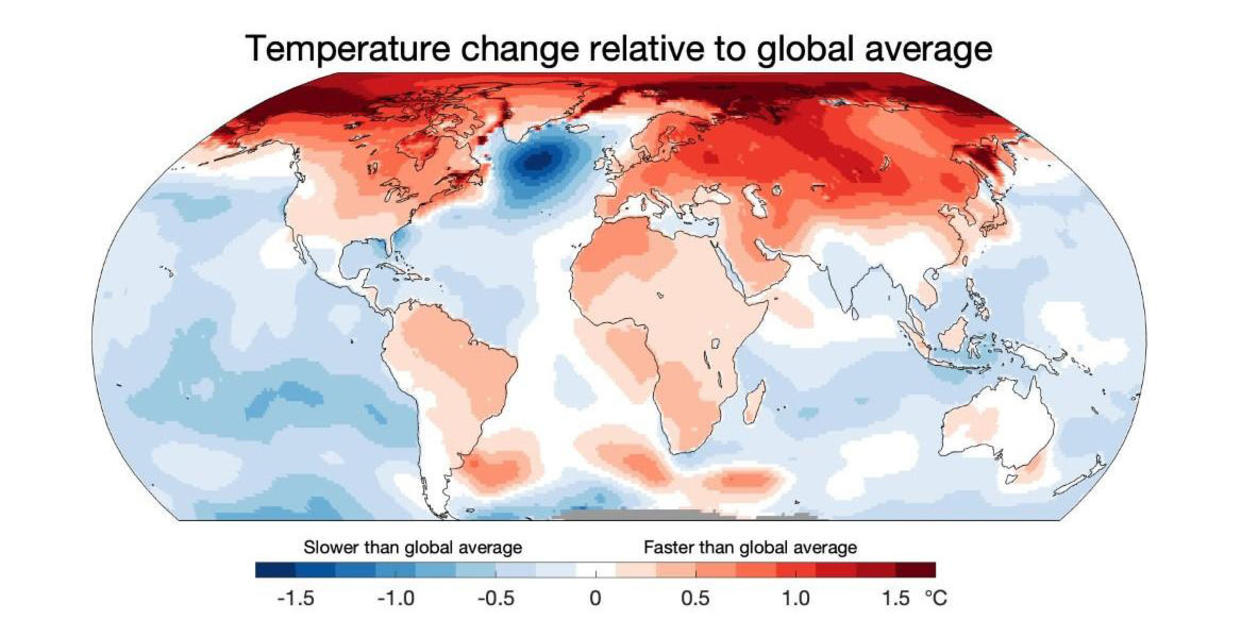 Temperature change relative to global average
Slower than global average Faster than global average
-1.5 -1.0 -0.5 0 0.5 1.0 1.5 °C